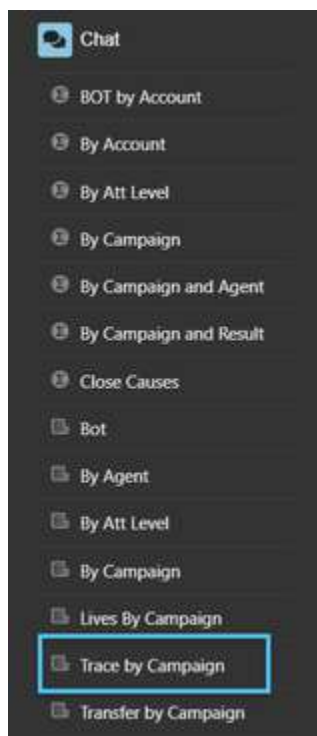 Chat
BOT by Account
By Account
By Att Level
By Campaign
By Campaign and Agent
By Campaign and Result
Close Causes
Bot
By Agent
By Att Level
By Campaign
Lives By Campaign
Trace by Campaign
Transfer by Campaign